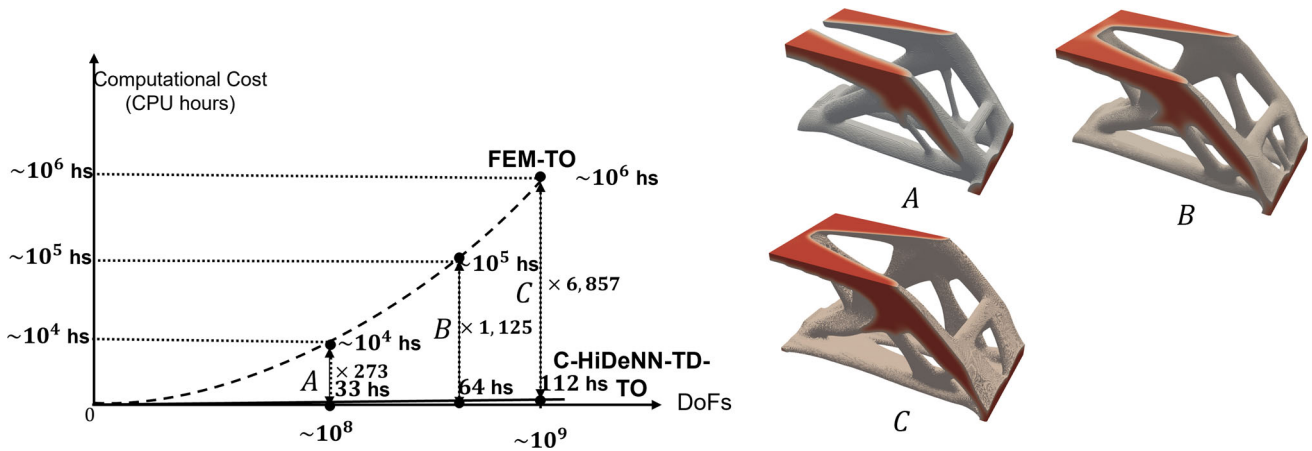 Computational Cost
(CPU hours)
~10⁶ hs
FEM-TO
~10⁶ hs
~10⁵ hs
~10⁵ hs
C
× 6,857
B
× 1,125
~10⁴ hs
~10⁴ hs
A
× 273
33 hs
64 hs
112 hs
C-HiDeNN-TD-
TO
DoFs
0
~10⁸
~10⁹
A
B
C